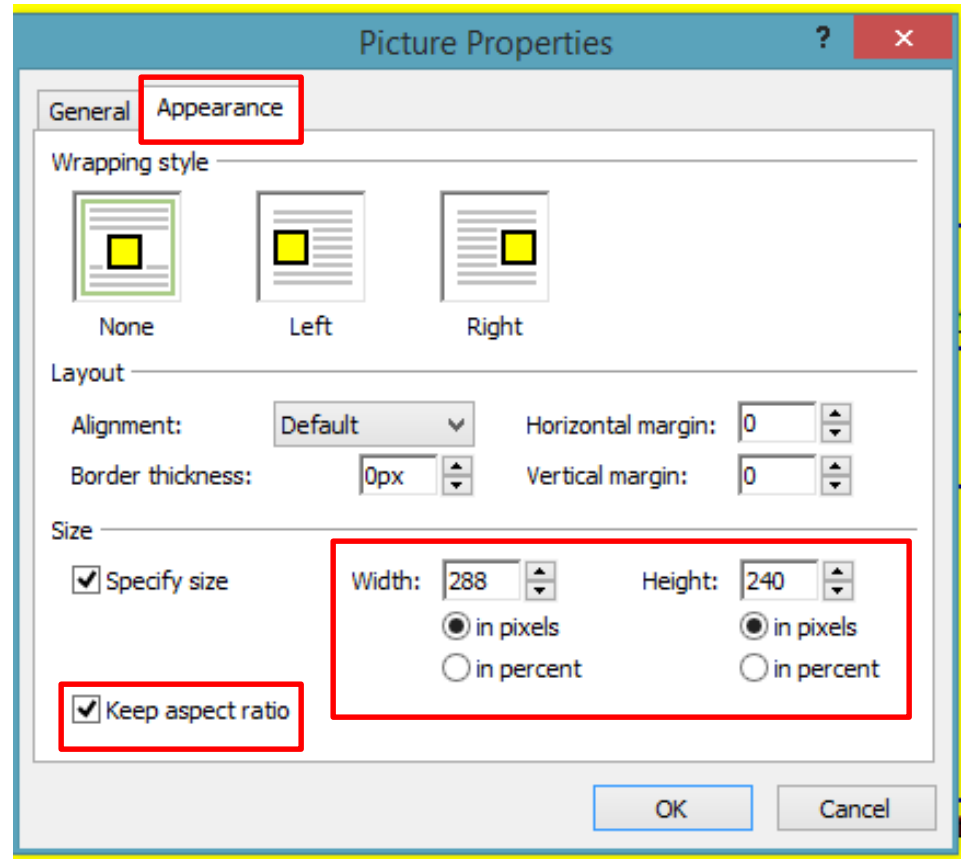 Picture Properties ?
General Appearance
Wrapping style
None Left Right
Layout
Alignment: Default Horizontal margin: 0
Border thickness: 0px Vertical margin: 0
Size
Specify size Width: 288 Height: 240
in pixels in pixels
in percent in percent
Keep aspect ratio
OK Cancel